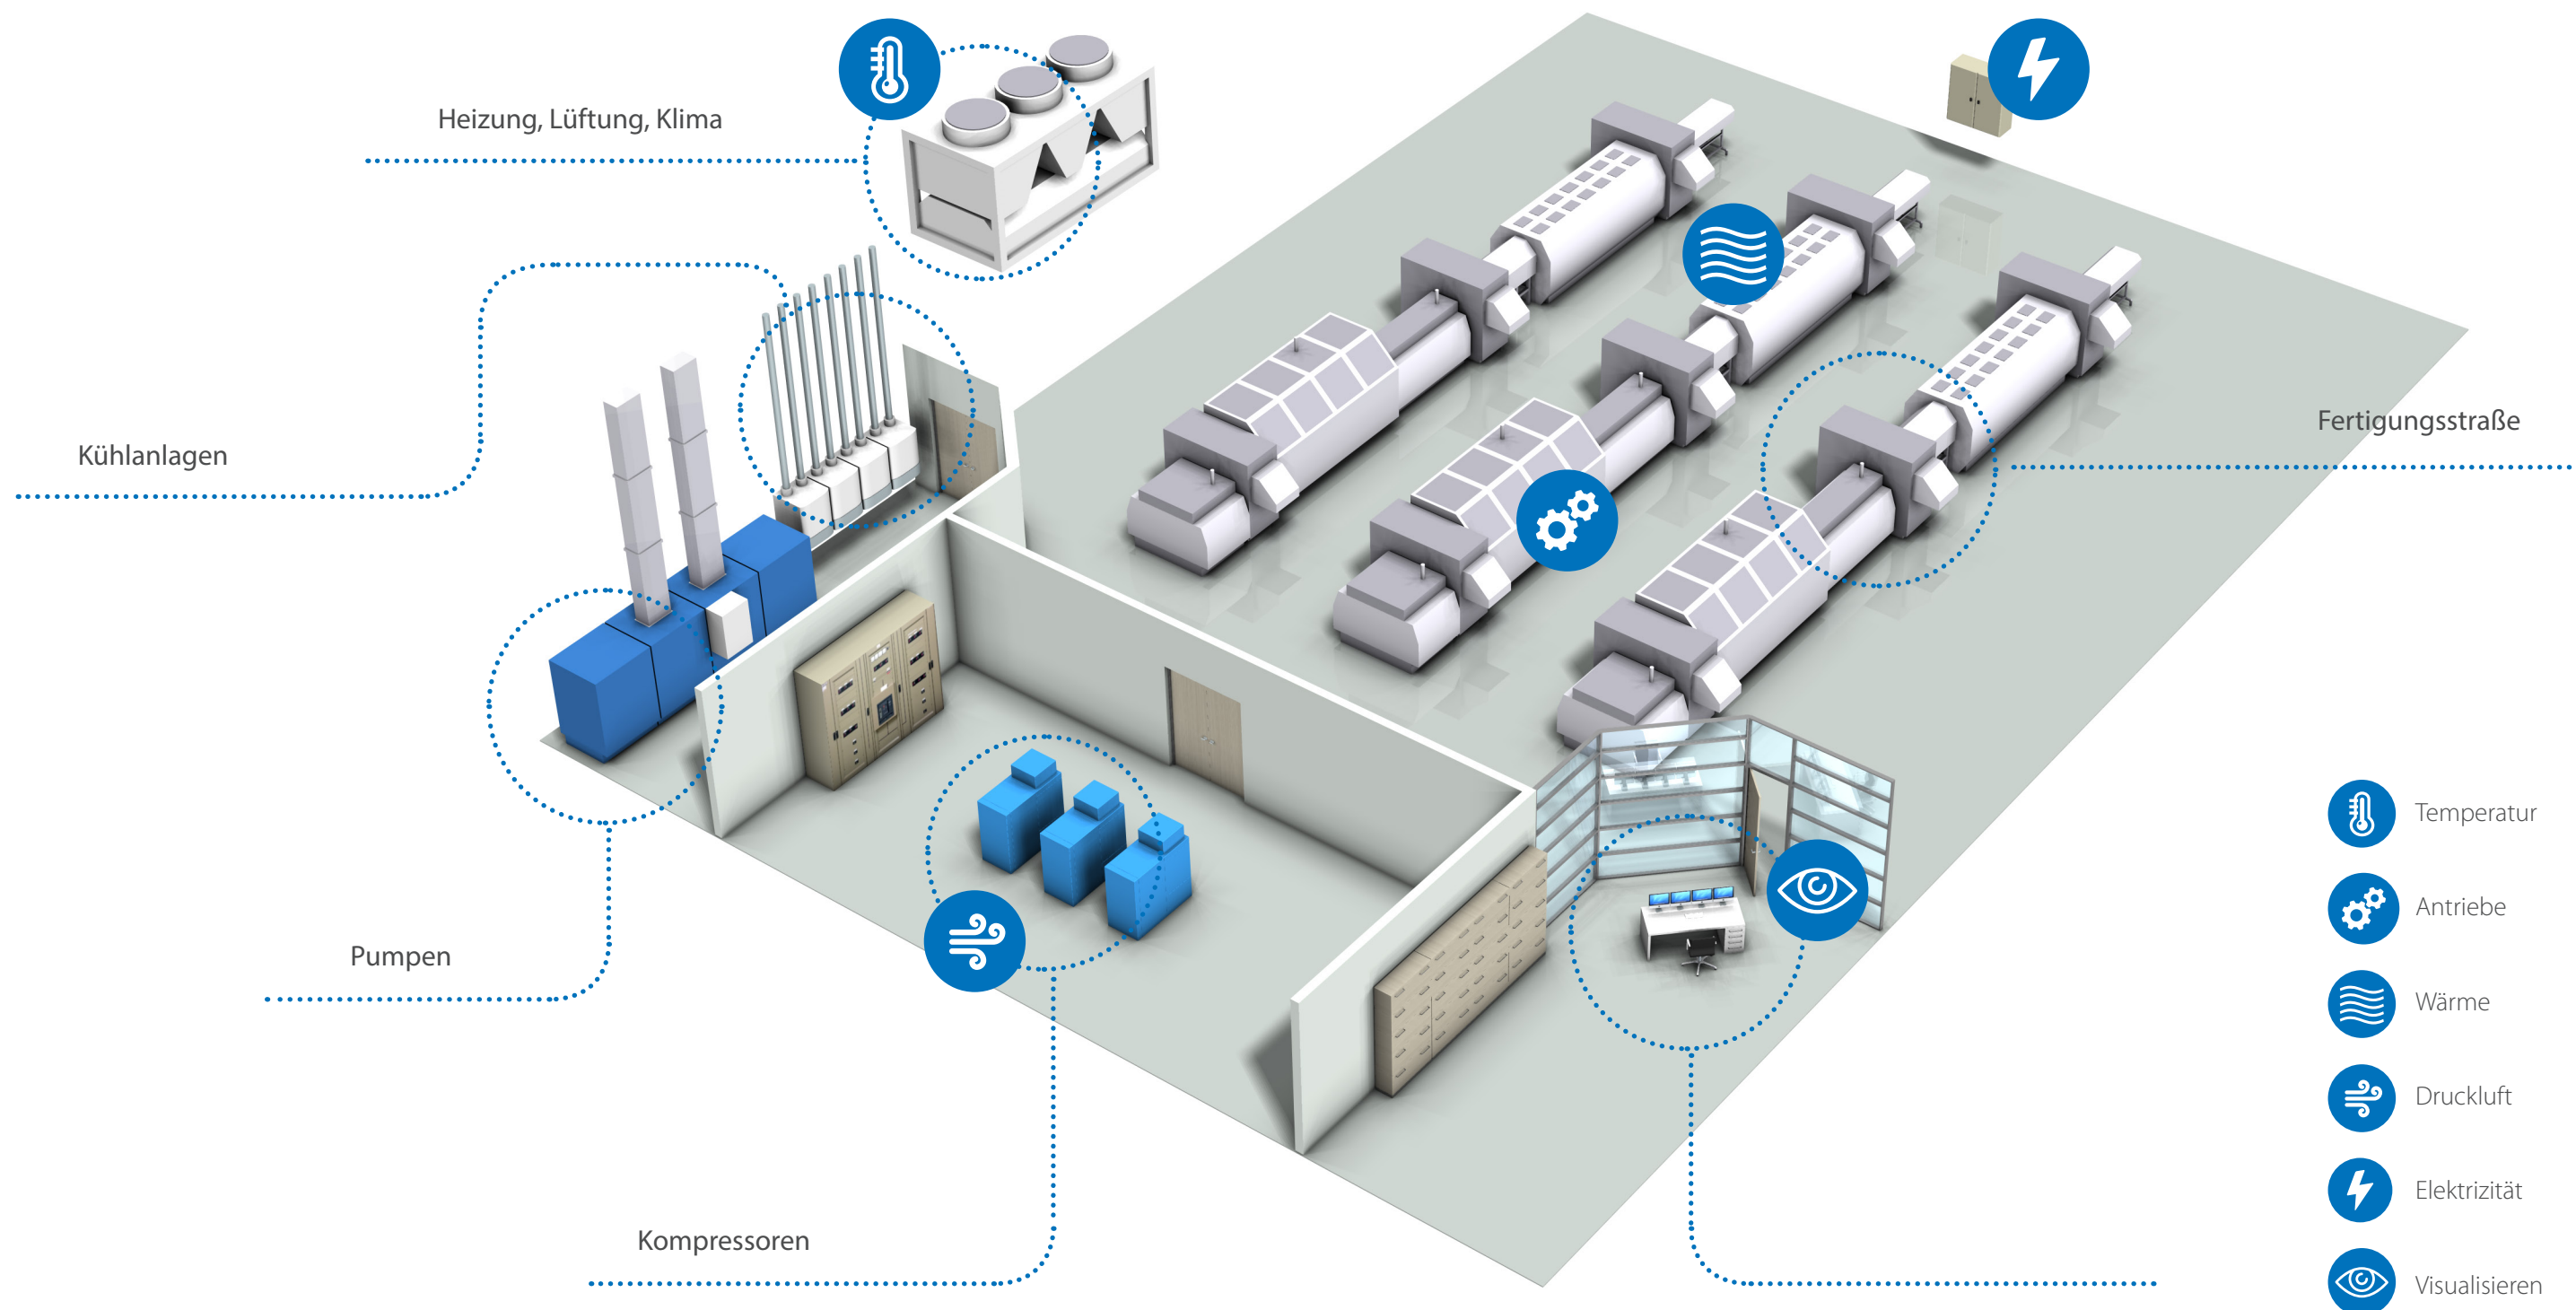 Heizung, Lüftung, Klima
Kühlanlagen
Fertigungsstraße
Pumpen
Kompressoren
Temperatur
Antriebe
Wärme
Druckluft
Elektrizität
Visualisieren